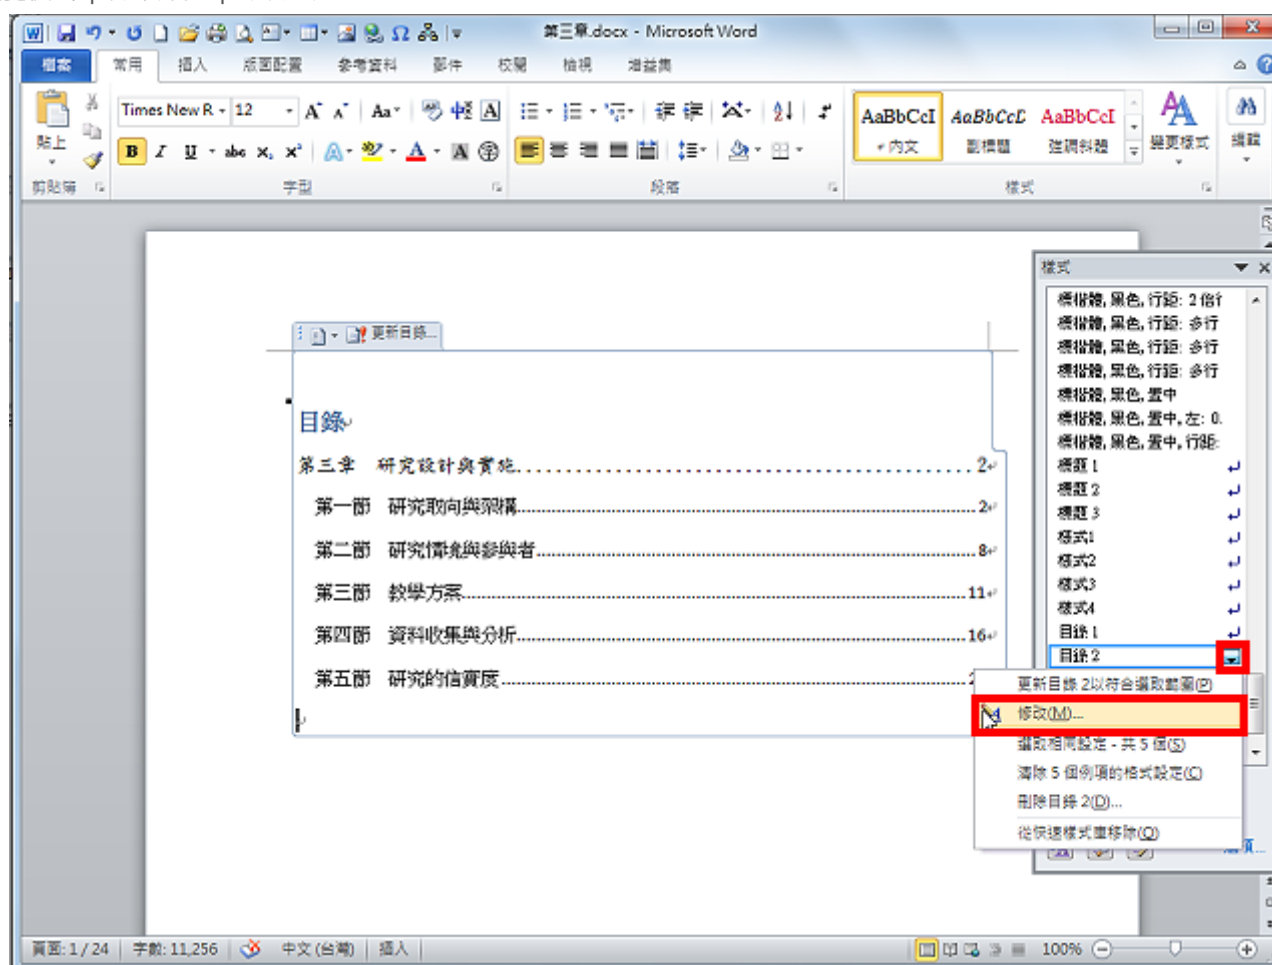 第三章.docx - Microsoft Word
檔案 常用 插入 版面配置 參考資料 郵件 校閱 檢視 增益集
Times New R 12
貼上
B I U abc x₂ x²
AaBbCcI AaBbCcD AaBbCcI
內文 副標題 強調斜體 變更樣式 編輯
剪貼簿 字型 段落 樣式
樣式
標楷體, 黑色, 行距: 2 倍行
標楷體, 黑色, 行距: 多行
標楷體, 黑色, 行距: 多行
標楷體, 黑色, 行距: 多行
標楷體, 黑色, 置中
標楷體, 黑色, 置中, 左: 0.
標楷體, 黑色, 置中, 行距:
標題 1
標題 2
標題 3
樣式1
樣式2
樣式3
樣式4
目錄 1
目錄 2
更新目錄...
目錄
第三章 研究設計與實施 2
第一節 研究取向與架構 2
第二節 研究情境與參與者 8
第三節 教學方案 11
第四節 資料收集與分析 16
第五節 研究的信實度 2
更新目錄 2以符合選取範圍(P)
修改(M)...
選取相同設定 - 共 5 個(S)
清除 5 個例項的格式設定(C)
刪除目錄 2(D)...
從快速樣式庫移除(Q)
頁面: 1 / 24 字數: 11,256 中文 (台灣) 插入 100%